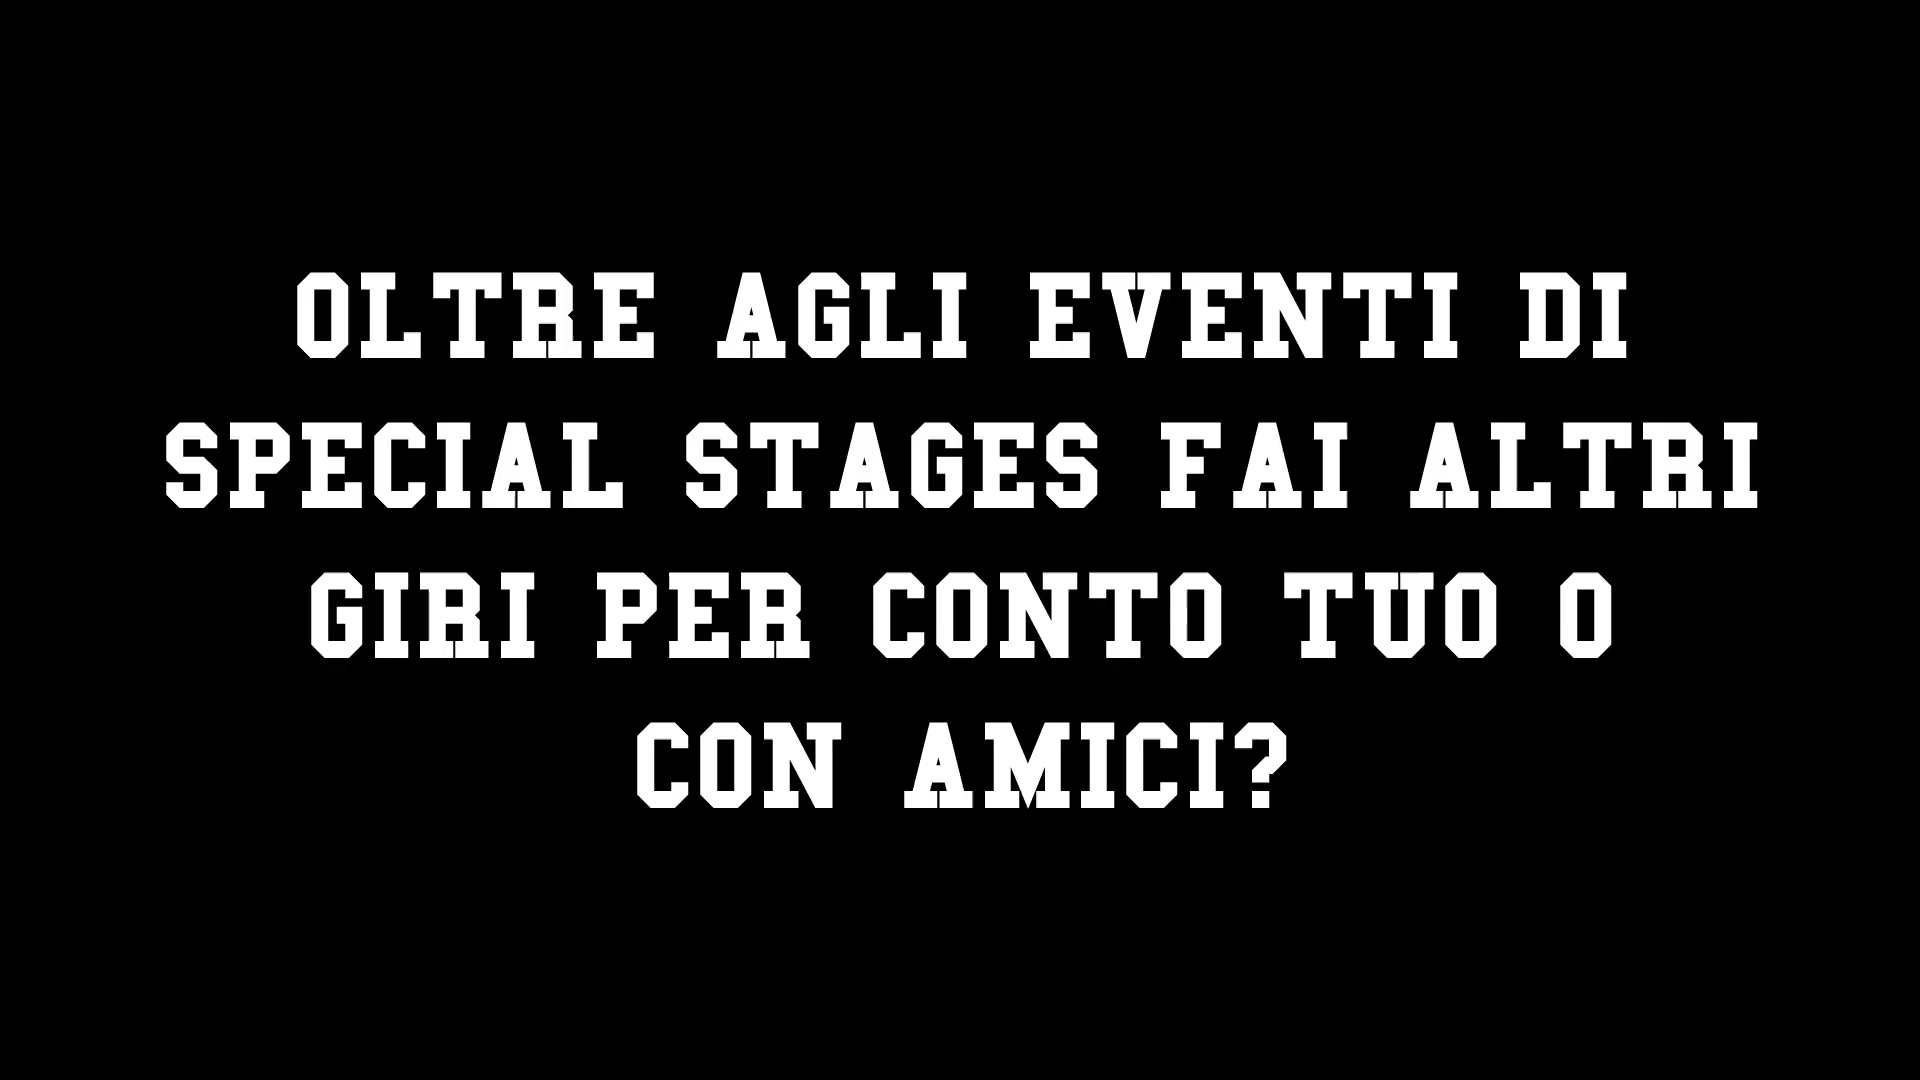 OLTRE AGLI EVENTI DI
SPECIAL STAGES FAI ALTRI
GIRI PER CONTO TUO O
CON AMICI?